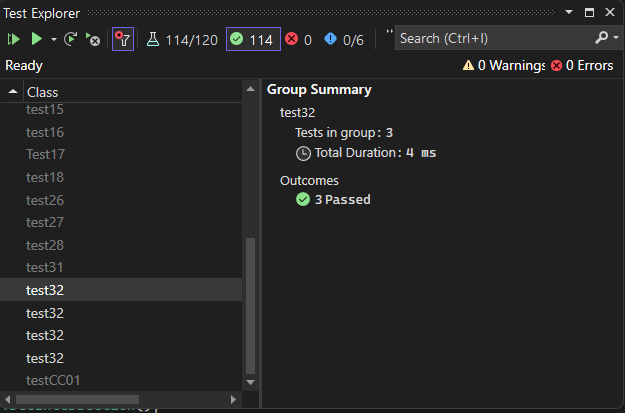 Test Explorer
114/120 114 0 0/6 " Search (Ctrl+I)
Ready
0 Warnings 0 Errors
Class
test15
test16
Test17
test18
test26
test27
test28
test31
test32
test32
test32
test32
testCC01
Group Summary
test32
Tests in group: 3
Total Duration: 4 ms
Outcomes
3 Passed